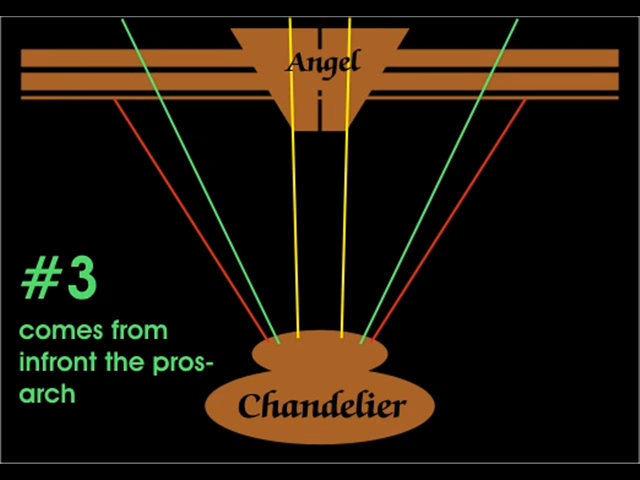 Angel
#3
comes from
infront the pros-
arch
Chandelier